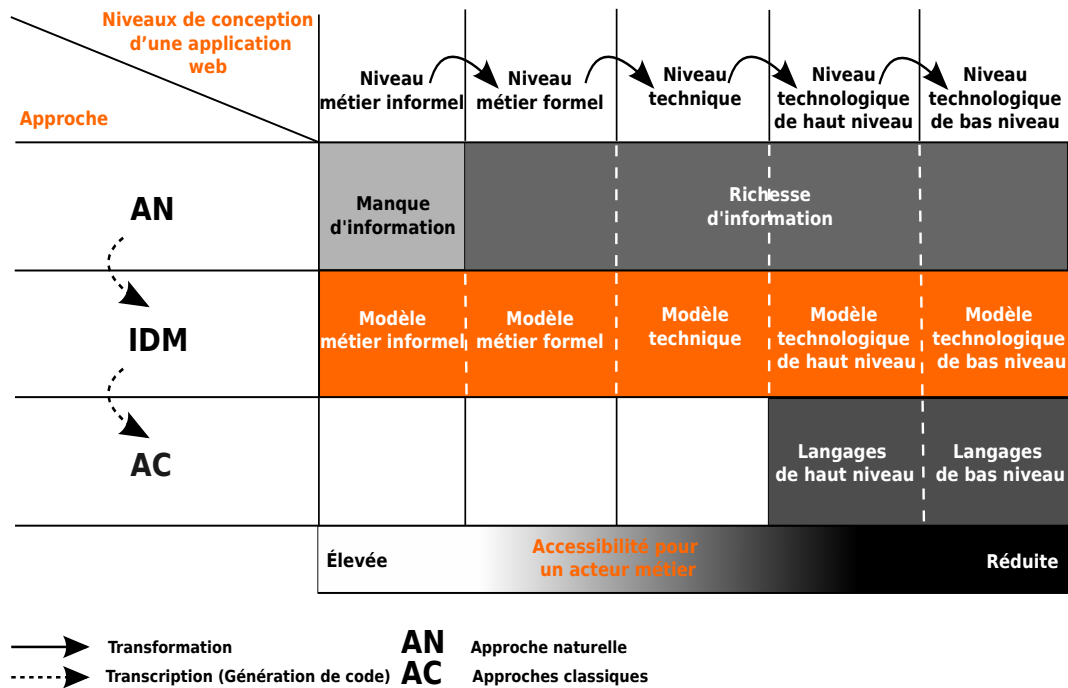 Niveaux de conception
d’une application
web
Approche
Niveau
métier informel
Niveau
métier formel
Niveau
technique
Niveau
technologique
de haut niveau
Niveau
technologique
de bas niveau
AN
Manque
d'information
Richesse
d'information
IDM
Modèle
métier informel
Modèle
métier formel
Modèle
technique
Modèle
technologique
de haut niveau
Modèle
technologique
de bas niveau
AC
Langages
de haut niveau
Langages
de bas niveau
Élevée
Accessibilité pour
un acteur métier
Réduite
Transformation
AN Approche naturelle
Transcription (Génération de code)
AC Approches classiques